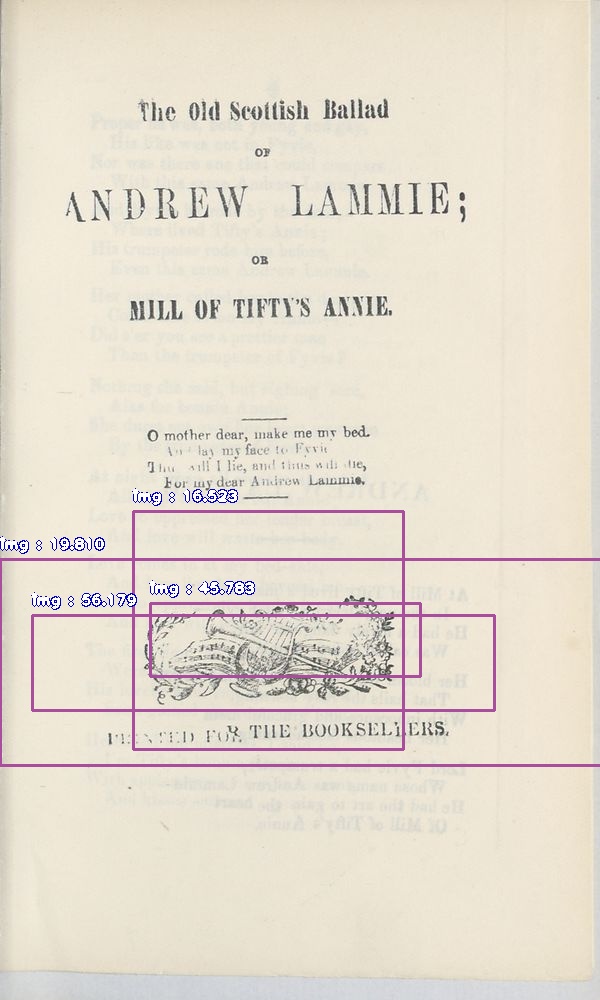 The Old Scottish Ballad
OF
ANDREW LAMMIE;
OR
MILL OF TIFTY'S ANNIE.
O mother dear, make me my bed.
And lay my face to Fyvie
Thus will I lie, and thus will die,
For my dear Andrew Lammie.
img : 16.523
img : 19.810
img : 45.783
img : 56.179
PRINTED FOR THE BOOKSELLERS.